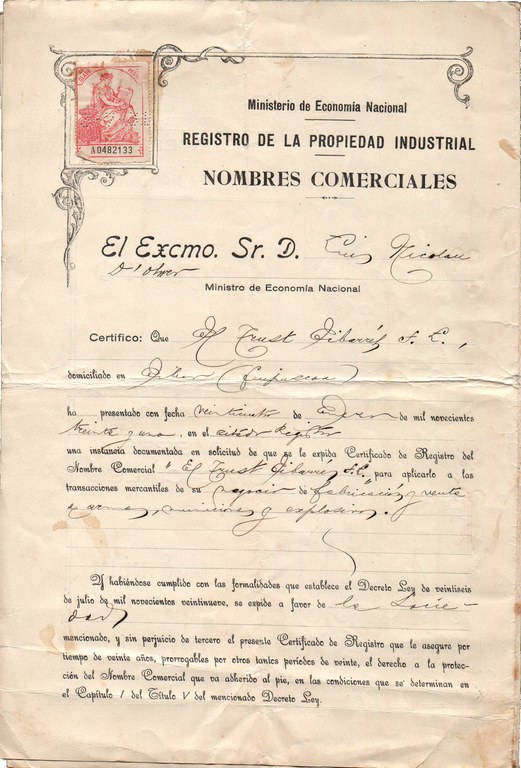 A0482133
Ministerio de Economía Nacional
REGISTRO DE LA PROPIEDAD INDUSTRIAL
NOMBRES COMERCIALES
El Excmo. Sr. D. Luis Nicolau
D'Olwer
Ministro de Economía Nacional
Certifico: Que El Trust Eibarrés S. L.,
domiciliado en Eibar (Guipuzcoa)
ha presentado con fecha de Enero de mil novecientos
treinta y uno, en el citado Registro
una instancia documentada en solicitud de que se le expida Certificado de Registro del
Nombre Comercial "El Trust Eibarrés S.L." para aplicarlo a las
transacciones mercantiles de su negocio de fabricación y venta
de armas, municiones y explosivos.
Y habiéndose cumplido con las formalidades que establece el Decreto Ley de veintiseis
de julio de mil novecientos veintinueve, se expide a favor de la Socie-
dad
mencionado, y sin perjuicio de tercero el presente Certificado de Registro que le asegure por
tiempo de veinte años, prorrogables por otros tantos períodos de veinte, el derecho a la protec-
ción del Nombre Comercial que va adherido al pie, en las condiciones que se determinan en
el Capítulo I del Título V del mencionado Decreto Ley.